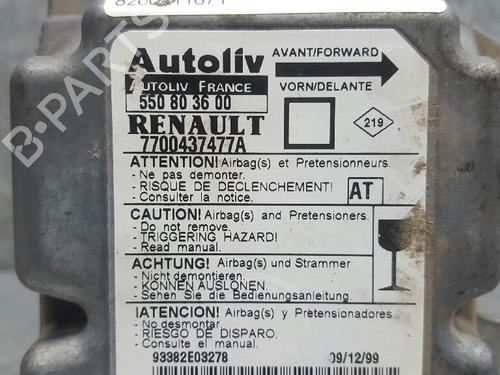 Autoliv
AVANT/FORWARD
AUTOLIV FRANCE
VORN/DELANTE
550 80 36 00
RENAULT
219
7700437477A
ATTENTION! Airbag(s) et Pretensionneurs.
- Ne pas demonter.
- RISQUE DE DECLENCHEMENT!
- Consulter la notice.
AT
CAUTION! Airbag(s) and Pretensioners.
- Do not remove.
- TRIGGERING HAZARD!
- Read manual.
ACHTUNG! Airbag(s) und Strammer
- Nicht demontieren.
- KONNEN AUSLONEN.
- Sehen Sie die Bedienungsanleitung.
IATENCION! Airbag(s) y Pretensionadores.
- No desmontar.
- RIESGO DE DISPARO.
- Consulte el manual.
93382E03278
09/12/99
B-PARTS